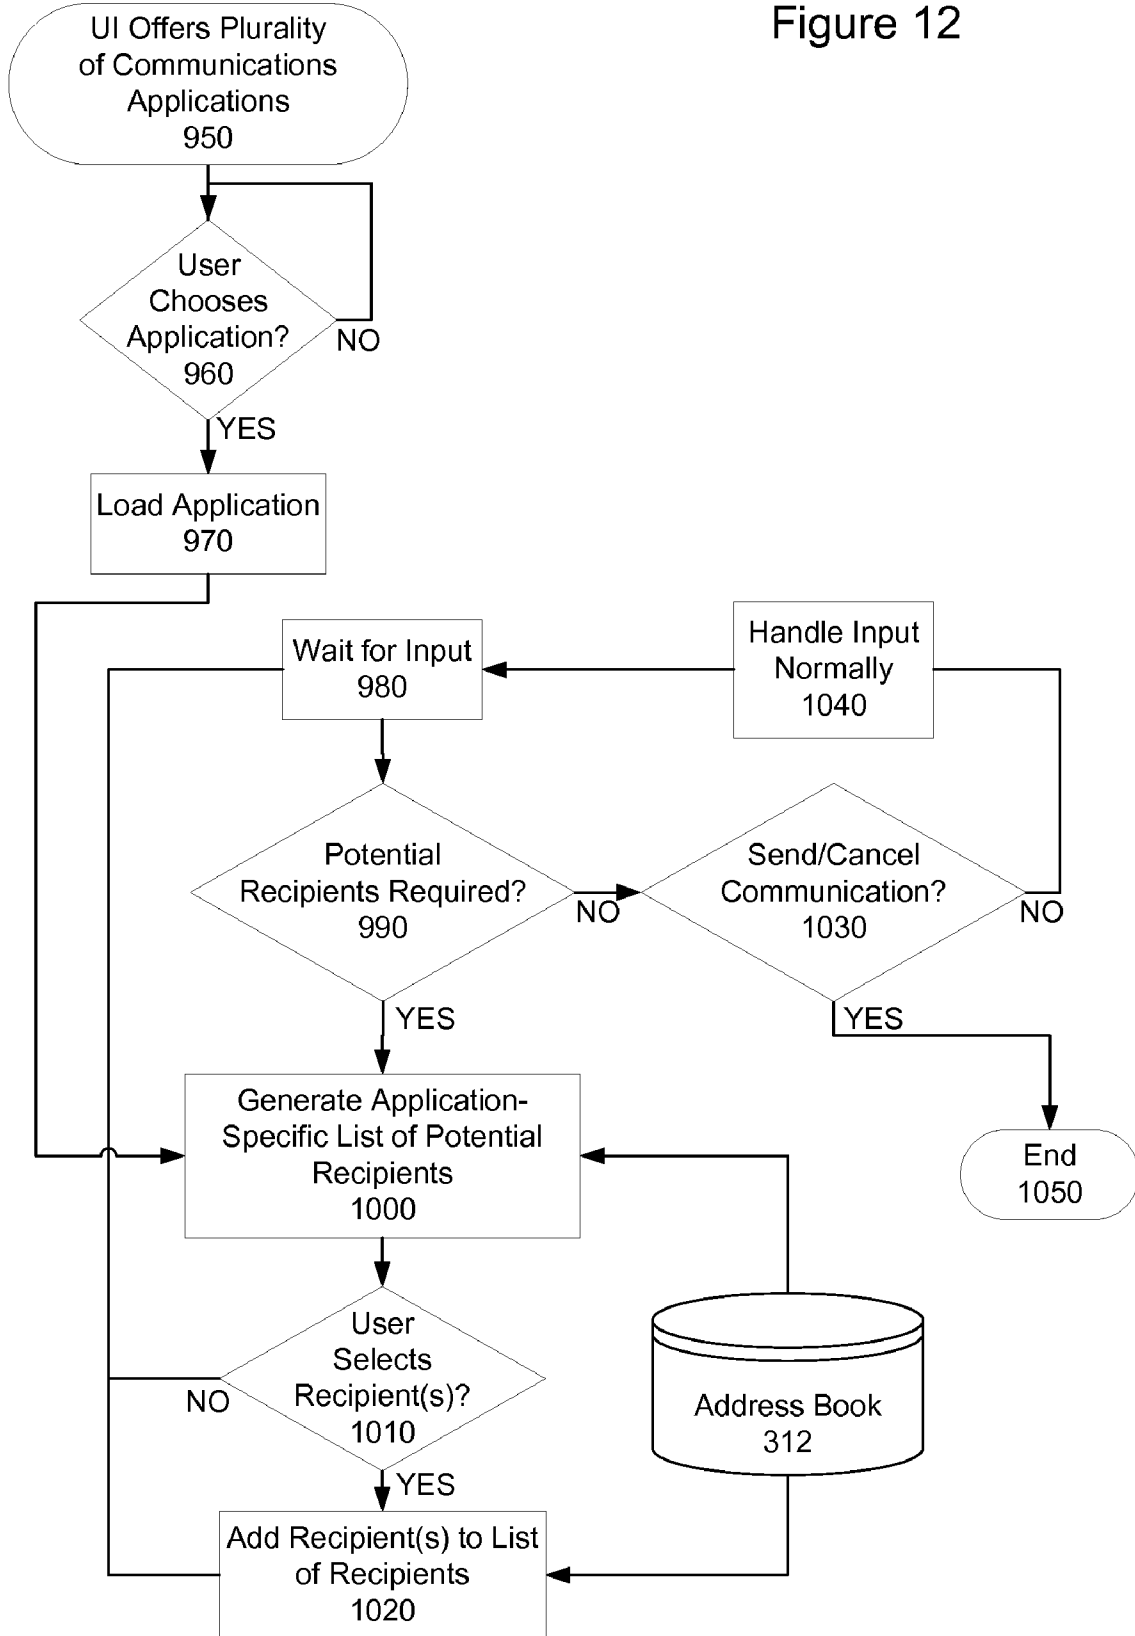 Figure 12
UI Offers Plurality
of Communications
Applications
950
User
Chooses
Application?
960
NO
YES
Load Application
970
Wait for Input
980
Handle Input
Normally
1040
Potential
Recipients Required?
990
NO
Send/Cancel
Communication?
1030
NO
YES
YES
Generate Application-
Specific List of Potential
Recipients
1000
End
1050
User
Selects
Recipient(s)?
1010
NO
YES
Address Book
312
Add Recipient(s) to List
of Recipients
1020